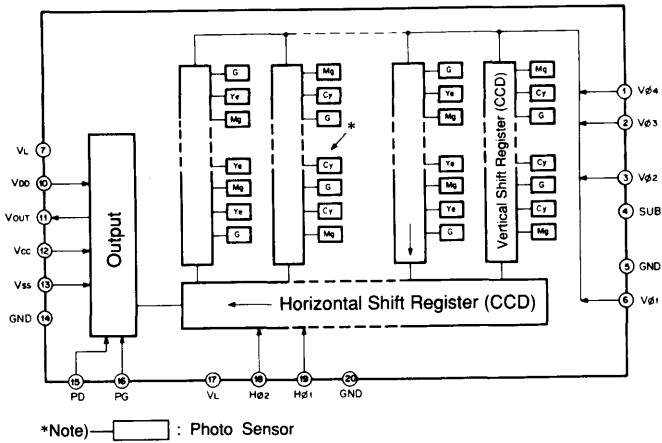 G Mg G Mg
Ye Cy Ye Cy
Mg G Mg G
*
Ye Cy Ye Cy
Mg G Mg G
Ye Cy Ye Cy
G Mg G Mg
Vertical Shift Register (CCD)
1 VØ4
2 VØ3
3 VØ2
4 SUB
5 GND
6 VØ1
VL 7
VDD 10
VOUT 11
VCC 12
VSS 13
GND 14
Output
Horizontal Shift Register (CCD)
15 16 17 18 19 20
PD PG VL HØ2 HØ1 GND
*Note) : Photo Sensor